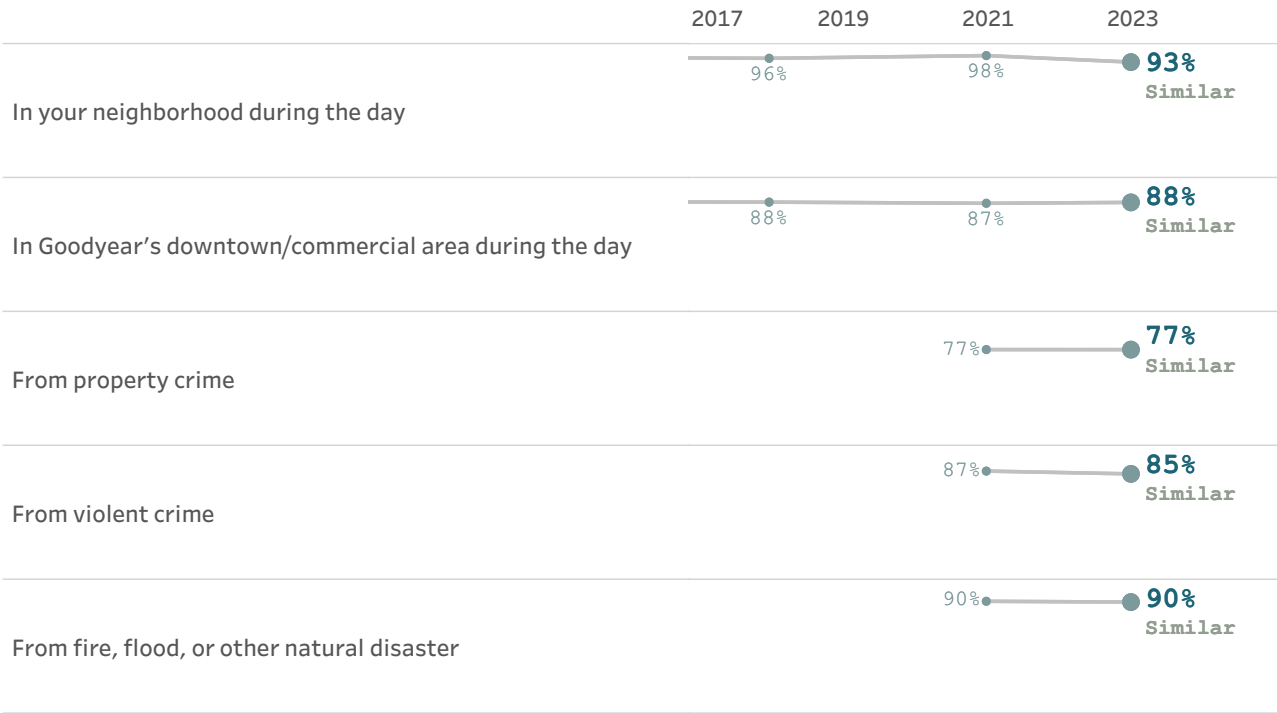 2017 2019 2021 2023
96% 98% 93%
Similar
In your neighborhood during the day
88% 87% 88%
Similar
In Goodyear's downtown/commercial area during the day
77% 77%
Similar
From property crime
87% 85%
Similar
From violent crime
90% 90%
Similar
From fire, flood, or other natural disaster